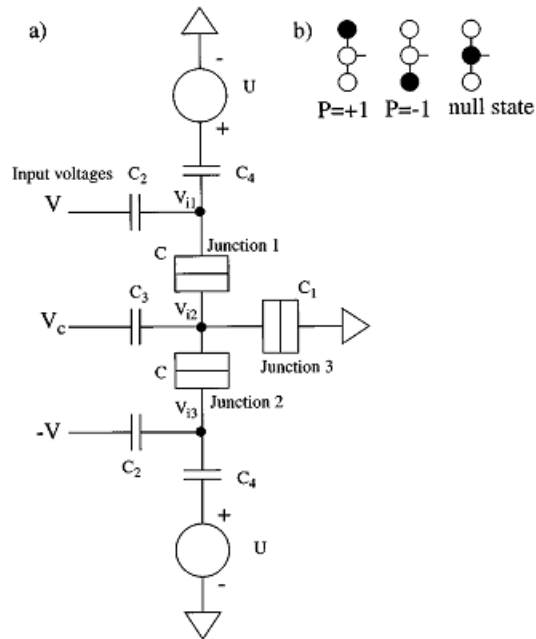 a)
-
U
+
Input voltages
C2
C4
V
Vi1
C
Junction 1
C3
C1
Vc
Vi2
C
Junction 3
Vi3
Junction 2
-V
C2
C4
+
U
-
b)
P=+1 P=-1 null state